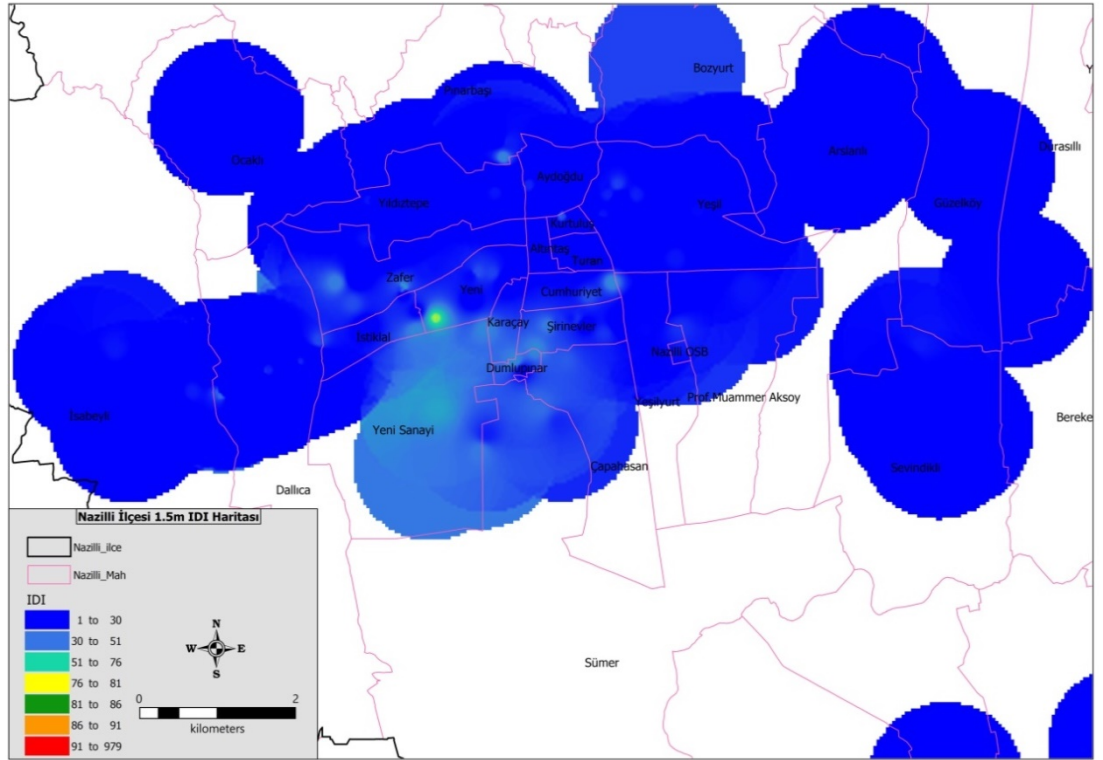 Bozyurt
Y
Pınarbaşı
Ocaklı
Arslanlı
Durasıllı
Aydoğdu
Yıldıztepe
Yeşil
Güzelköy
Kurtuluş
Altıntaş
Turan
Zafer
Yeni
Cumhuriyet
Karaçay
Şirinevler
İstiklal
Nazilli OSB
Dumlupınar
Yeşilyurt
Prof.Muammer Aksoy
İsabeyli
Bereke
Yeni Sanayi
Çapahasan
Sevindikli
Dallıca
Nazilli İlçesi 1.5m IDI Haritası
Nazilli_ilce
Nazilli_Mah
IDI
1 to 30
30 to 51
51 to 76
76 to 81
81 to 86
86 to 91
91 to 979
N
W E
S
0 2
kilometers
Sümer